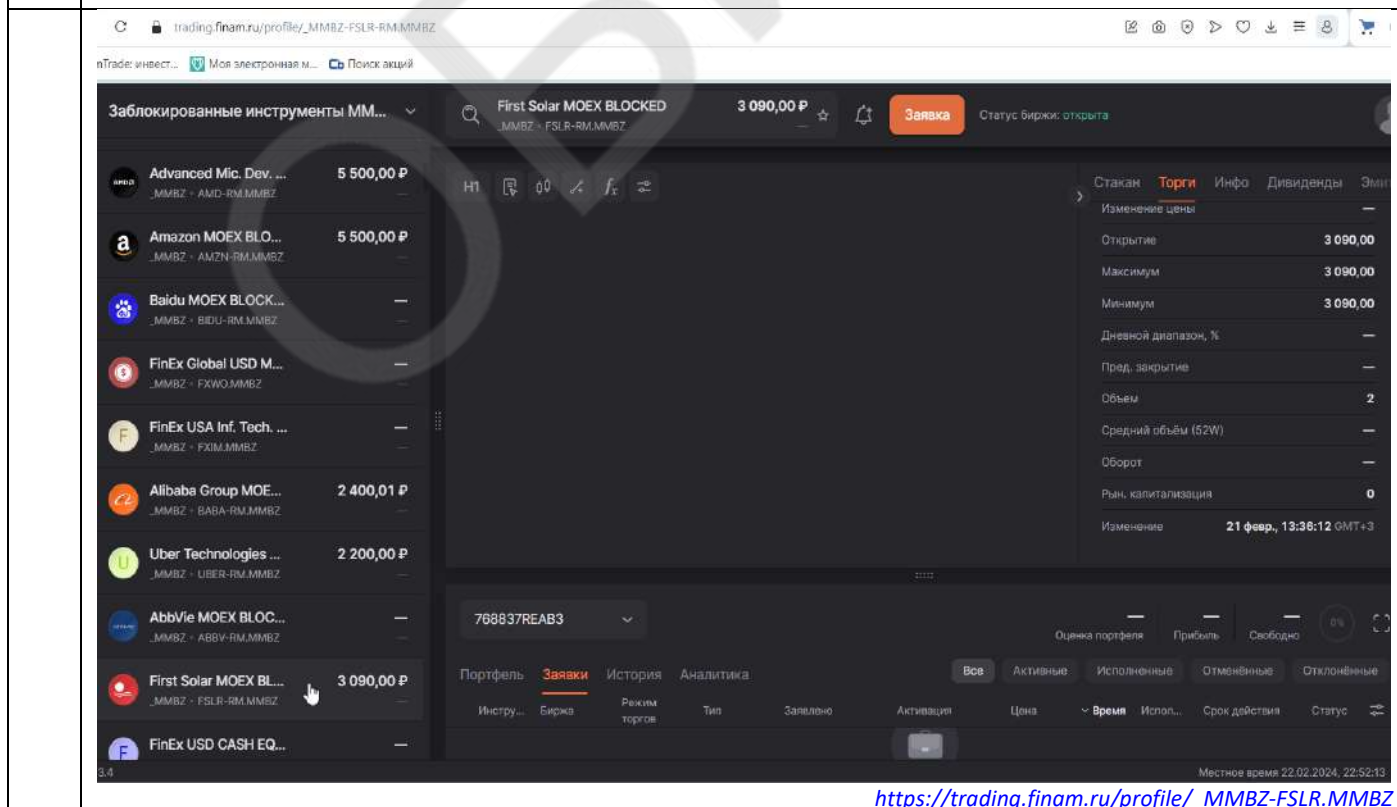 trading.finam.ru/profile/_MMBZ-FSLR-RM.MMBZ
nTrade: инвест... Моя электронная м... Поиск акций
Заблокированные инструменты ММ...
First Solar MOEX BLOCKED 3 090,00 ₽
_MMBZ • FSLR-RM.MMBZ —
Заявка
Статус биржи: открыта
Advanced Mic. Dev. ... 5 500,00 ₽
_MMBZ • AMD-RM.MMBZ —
Amazon MOEX BLO... 5 500,00 ₽
_MMBZ • AMZN-RM.MMBZ —
Baidu MOEX BLOCK... —
_MMBZ • BIDU-RM.MMBZ —
FinEx Global USD M... —
_MMBZ • FXWO.MMBZ —
FinEx USA Inf. Tech. ... —
_MMBZ • FXIM.MMBZ —
Alibaba Group MOE... 2 400,01 ₽
_MMBZ • BABA-RM.MMBZ —
Uber Technologies ... 2 200,00 ₽
_MMBZ • UBER-RM.MMBZ —
AbbVie MOEX BLOC... —
_MMBZ • ABBV-RM.MMBZ —
First Solar MOEX BL... 3 090,00 ₽
_MMBZ • FSLR-RM.MMBZ —
FinEx USD CASH EQ... —
3.4
H1
Стакан Торги Инфо Дивиденды Эми
Изменение цены —
Открытие 3 090,00
Максимум 3 090,00
Минимум 3 090,00
Дневной диапазон, % —
Пред. закрытие —
Объем 2
Средний объём (52W) —
Оборот —
Рын. капитализация 0
Изменение 21 февр., 13:36:12 GMT+3
768837REAB3
— — — 0%
Оценка портфеля Прибыль Свободно
Портфель Заявки История Аналитика
Все Активные Исполненные Отменённые Отклонённые
Инстру... Биржа Режим торгов Тип Заявлено Активация Цена Время Испол... Срок действия Статус
Местное время 22.02.2024, 22:52:13
https://trading.finam.ru/profile/_MMBZ-FSLR.MMBZ